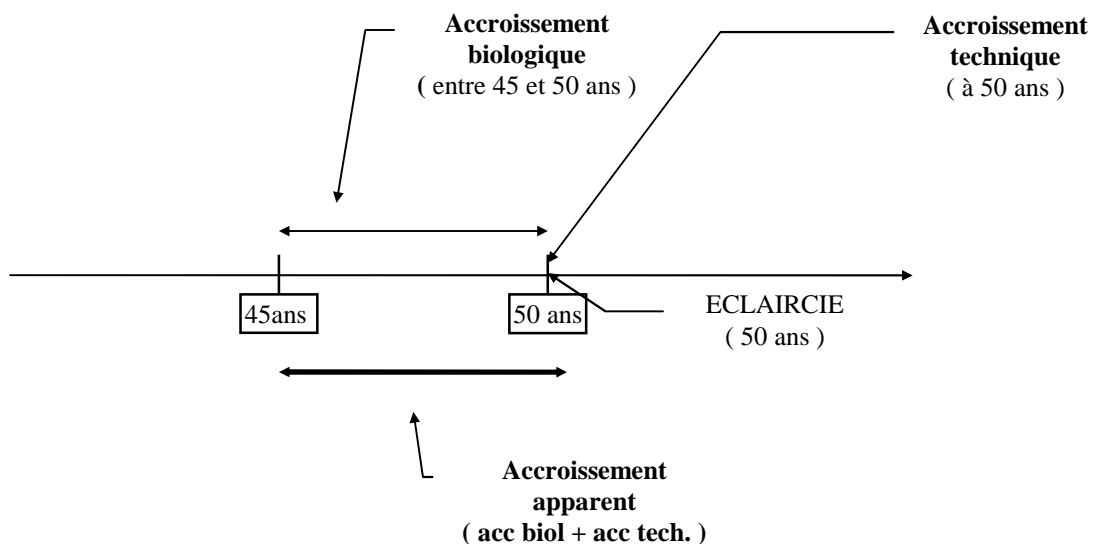 Accroissement
biologique
( entre 45 et 50 ans )
Accroissement
technique
( à 50 ans )
45ans
50 ans
ECLAIRCIE
( 50 ans )
Accroissement
apparent
( acc biol + acc tech. )